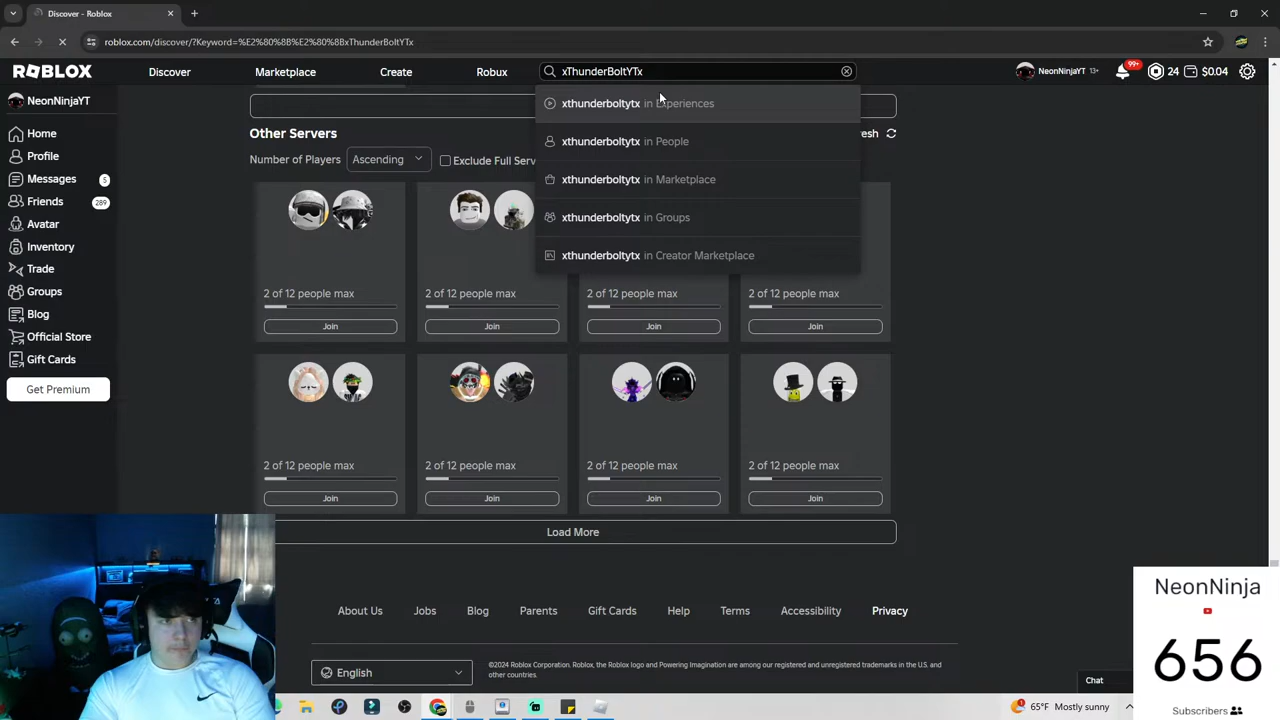 Discover - Roblox
roblox.com/discover/?Keyword=%E2%80%8B%E2%80%8BxThunderBoltYTx
ROBLOX
Discover
Marketplace
Create
Robux
xThunderBoltYTx
NeonNinjaYT 13+
99+
24
$0.04
NeonNinjaYT
Home
Profile
Messages 5
Friends 289
Avatar
Inventory
Trade
Groups
Blog
Official Store
Gift Cards
Get Premium
xthunderboltytx in Experiences
xthunderboltytx in People
xthunderboltytx in Marketplace
xthunderboltytx in Groups
xthunderboltytx in Creator Marketplace
Other Servers
Number of Players Ascending Exclude Full Serv
esh
2 of 12 people max
2 of 12 people max
2 of 12 people max
2 of 12 people max
Join
Join
Join
Join
2 of 12 people max
2 of 12 people max
2 of 12 people max
2 of 12 people max
Join
Join
Join
Join
Load More
About Us
Jobs
Blog
Parents
Gift Cards
Help
Terms
Accessibility
Privacy
English
©2024 Roblox Corporation. Roblox, the Roblox logo and Powering Imagination are among our registered and unregistered trademarks in the U.S. and
other countries.
NeonNinja
656
Subscribers
Chat
65°F Mostly sunny